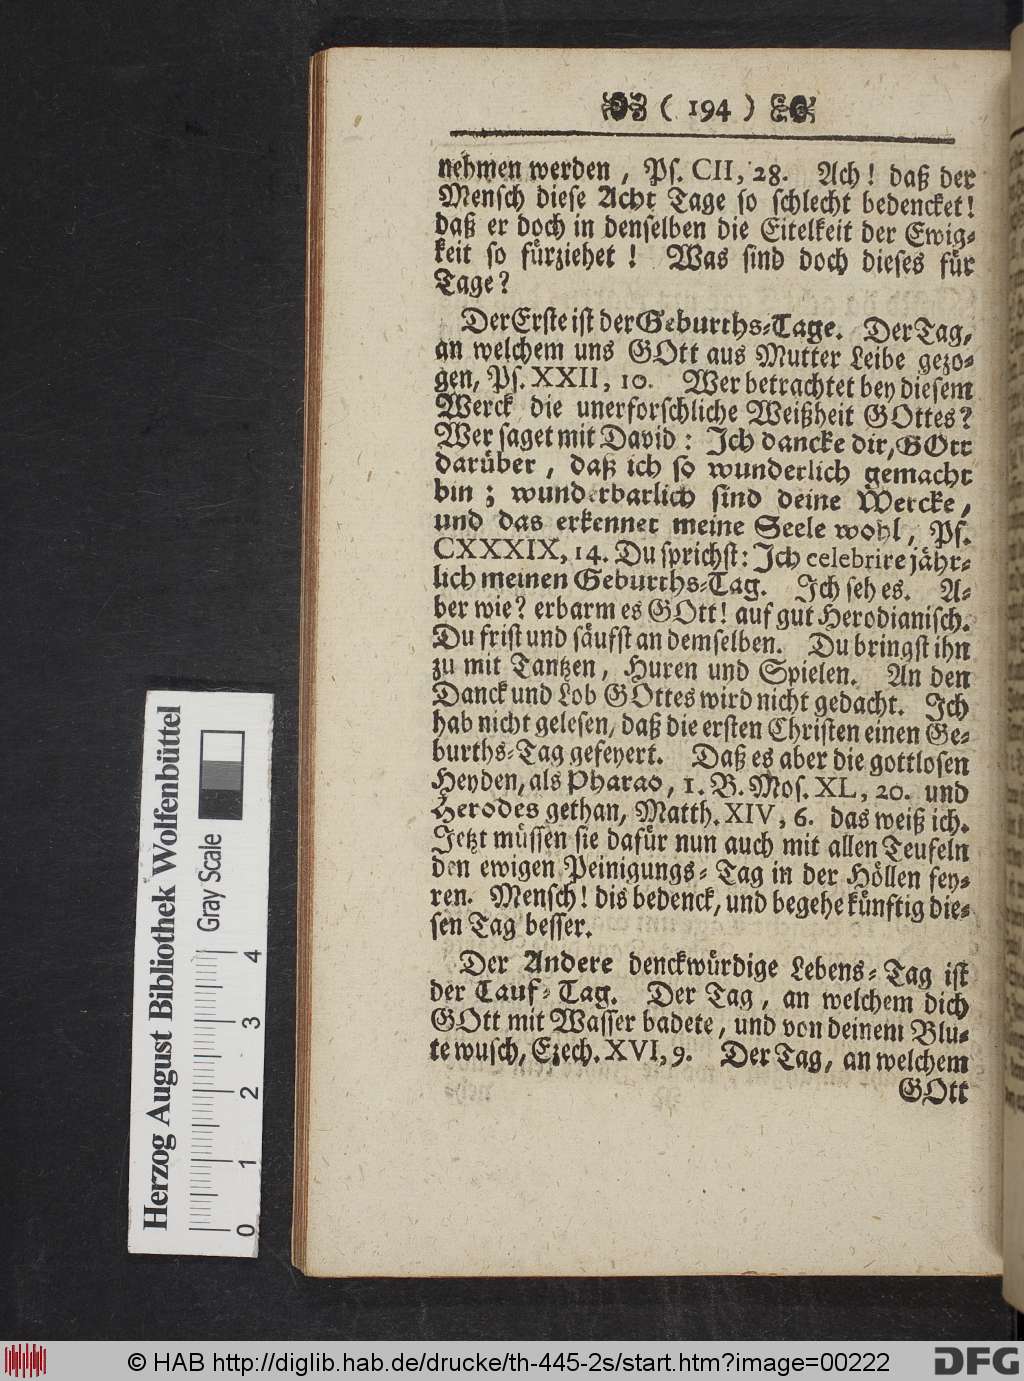 ( 194 )
nehmen werden, Ps. CII, 28. Ach! daß der
Mensch diese Acht Tage so schlecht bedencket!
daß er doch in denselben die Eitelkeit der Ewig-
keit so fürziehet! Was sind doch dieses für
Tage?
Der Erste ist der Geburths-Tage. Der Tag,
an welchem uns GOtt aus Mutter Leibe gezo-
gen, Ps. XXII, 10. Wer betrachtet bey diesem
Werck die unerforschliche Weißheit GOttes?
Wer saget mit David: Ich dancke dir, GOtt
darüber, daß ich so wunderlich gemacht
bin; wunderbarlich sind deine Wercke,
und das erkennet meine Seele wohl, Ps.
CXXXIX, 14. Du sprichst: Ich celebrire jähr-
lich meinen Geburths-Tag. Ich seh es. A-
ber wie? erbarm es GOtt! auf gut Herodianisch.
Du frist und säufst an demselben. Du bringst ihn
zu mit Tantzen, Huren und Spielen. An den
Danck und Lob GOttes wird nicht gedacht. Ich
hab nicht gelesen, daß die ersten Christen einen Ge-
burths-Tag gefeyert. Daß es aber die gottlosen
Heyden, als Pharao, 1. B. Mos. XL, 20. und
Herodes gethan, Matth. XIV, 6. das weiß ich.
Jetzt müssen sie dafür nun auch mit allen Teufeln
den ewigen Peinigungs-Tag in der Höllen fey-
ren. Mensch! dis bedenck, und begehe künftig die-
sen Tag besser.
Der Andere denckwürdige Lebens-Tag ist
der Tauf-Tag. Der Tag, an welchem dich
GOtt mit Wasser badete, und von deinem Blu-
te wusch, Ezech. XVI, 9. Der Tag, an welchem
GOtt
Herzog August Bibliothek Wolfenbüttel
Gray Scale
0 1 2 3 4
© HAB http://diglib.hab.de/drucke/th-445-2s/start.htm?image=00222
DFG